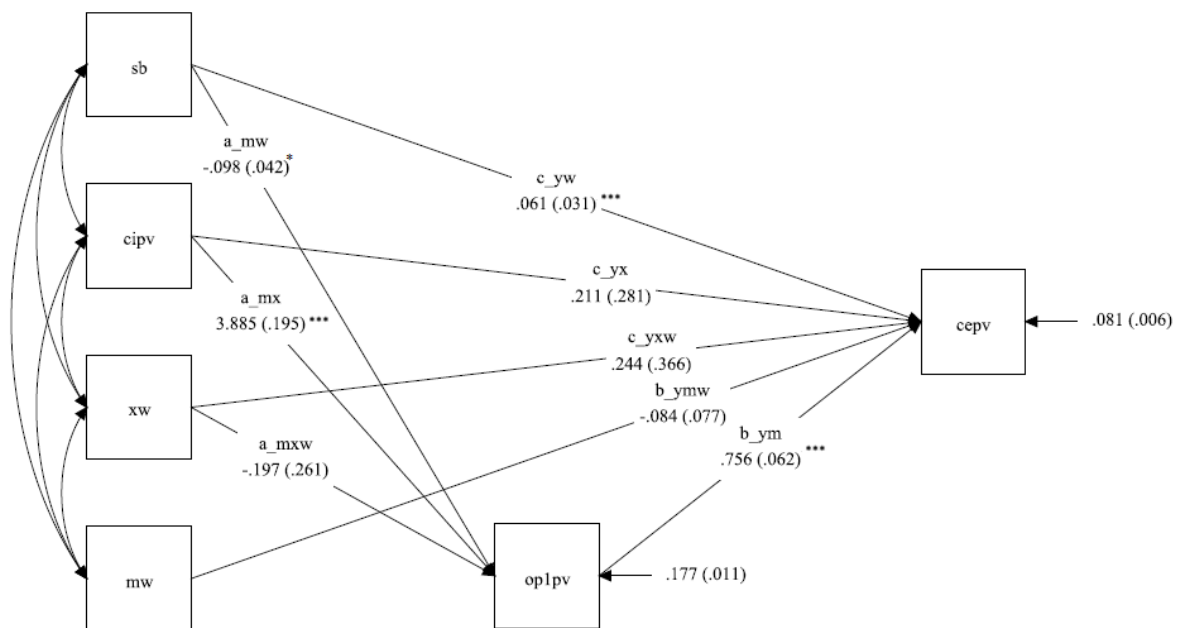 sb
a_mw
-.098 (.042)*
c_yw
.061 (.031) ***
cipv
c_yx
.211 (.281)
a_mx
3.885 (.195) ***
cepv
.081 (.006)
c_yxw
.244 (.366)
b_ymw
-.084 (.077)
xw
b_ym
.756 (.062) ***
a_mxw
-.197 (.261)
mw
op1pv
.177 (.011)